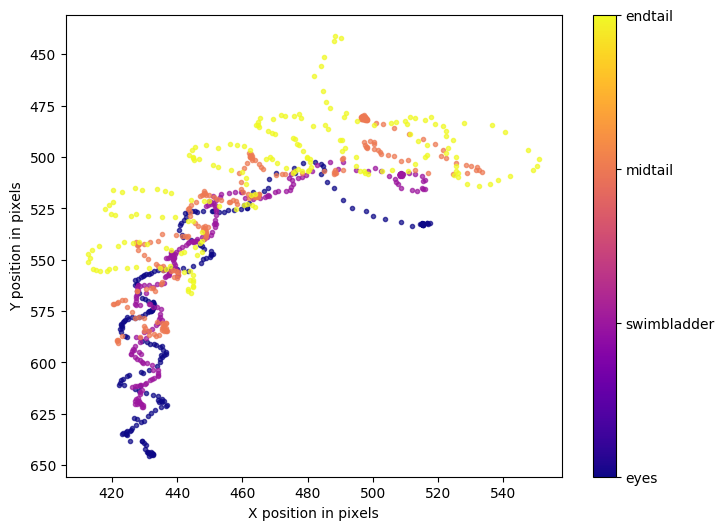 450
475
500
525
550
575
600
625
650
420
440
460
480
500
520
540
X position in pixels
Y position in pixels
endtail
midtail
swimbladder
eyes